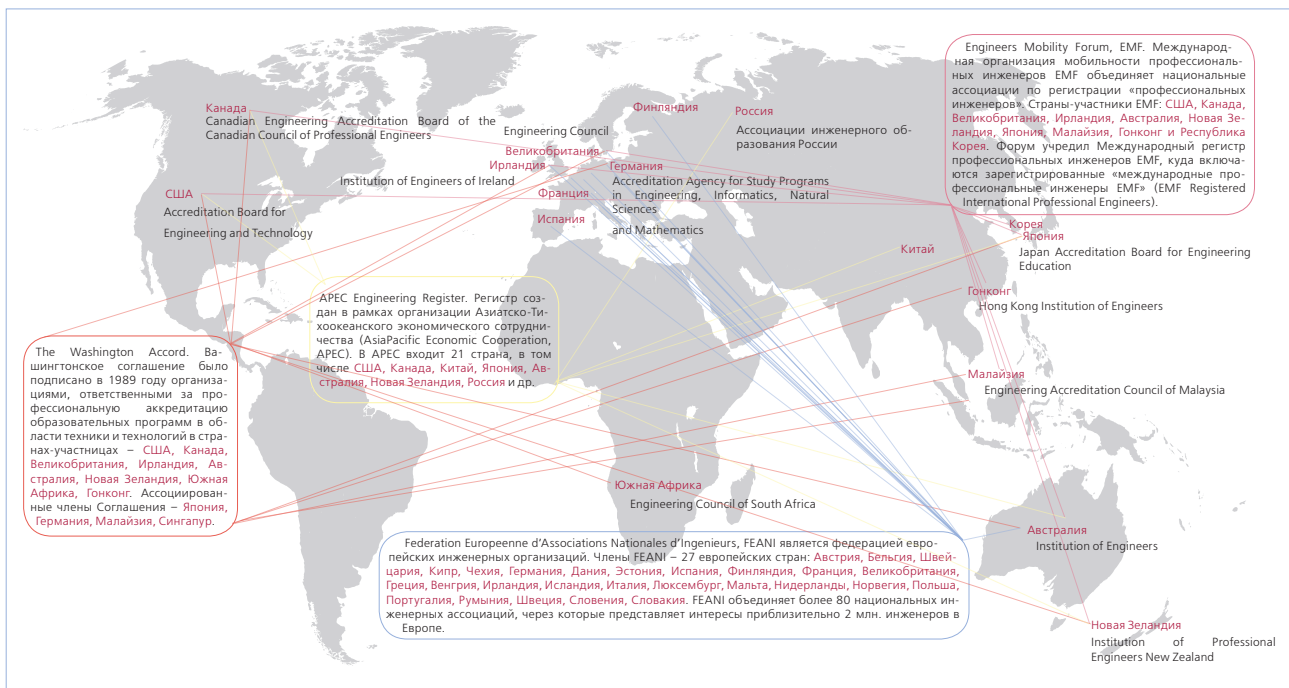 Engineers Mobility Forum, EMF. Международ-
ная организация мобильности профессиональ-
ных инженеров EMF объединяет национальные
ассоциации по регистрации «профессиональных
инженеров». Страны-участники EMF: США, Канада,
Великобритания, Ирландия, Австралия, Новая Зе-
ландия, Япония, Малайзия, Гонконг и Республика
Корея. Форум учредил Международный регистр
профессиональных инженеров EMF, куда включа-
ются зарегистрированные «международные про-
фессиональные инженеры EMF» (EMF Registered
International Professional Engineers).
Канада
Canadian Engineering Accreditation Board of the
Canadian Council of Professional Engineers
Финляндия
Россия
Ассоциации инженерного об-
разования России
Engineering Council
Великобритания
Ирландия
Institution of Engineers of Ireland
Германия
Accreditation Agency for Study Programs
in Engineering, Informatics, Natural
Sciences
and Mathematics
США
Accreditation Board for
Engineering and Technology
Франция
Испания
Корея
Япония
Japan Accreditation Board for Engineering
Education
Китай
Гонконг
Hong Kong Institution of Engineers
APEC Engineering Register. Регистр соз-
дан в рамках организации Азиатско-Ти-
хоокеанского экономического сотрудни-
чества (AsiaPacific Economic Cooperation,
APEC). В APEC входит 21 страна, в том
числе США, Канада, Китай, Япония, Ав-
стралия, Новая Зеландия, Россия и др.
The Washington Accord. Ва-
шингтонское соглашение было
подписано в 1989 году организа-
циями, ответственными за про-
фессиональную аккредитацию
образовательных программ в об-
ласти техники и технологий в стра-
нах-участницах – США, Канада,
Великобритания, Ирландия, Ав-
стралия, Новая Зеландия, Южная
Африка, Гонконг. Ассоциирован-
ные члены Соглашения – Япония,
Германия, Малайзия, Сингапур.
Малайзия
Engineering Accreditation Council of Malaysia
Южная Африка
Engineering Council of South Africa
Австралия
Institution of Engineers
Federation Europeenne d’Associations Nationales d’Ingenieurs, FEANI является федерацией евро-
пейских инженерных организаций. Члены FEANI – 27 европейских стран: Австрия, Бельгия, Швей-
цария, Кипр, Чехия, Германия, Дания, Эстония, Испания, Финляндия, Франция, Великобритания,
Греция, Венгрия, Ирландия, Исландия, Италия, Люксембург, Мальта, Нидерланды, Норвегия, Польша,
Португалия, Румыния, Швеция, Словения, Словакия. FEANI объединяет более 80 национальных ин-
женерных ассоциаций, через которые представляет интересы приблизительно 2 млн. инженеров в
Европе.
Новая Зеландия
Institution of Professional
Engineers New Zealand